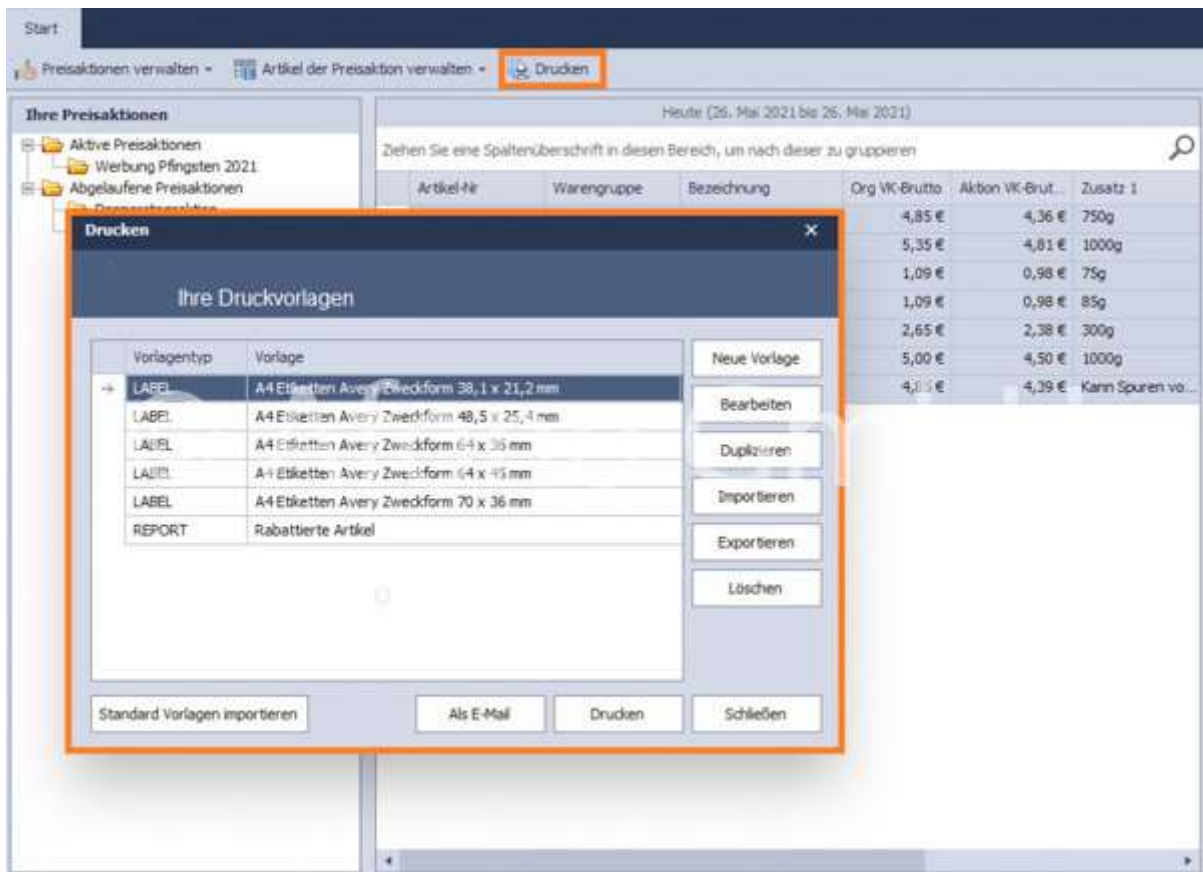 Start
Preisaktionen verwalten Artikel der Preisaktion verwalten Drucken
Ihre Preisaktionen
Heute (26. Mai 2021 bis 26. Mai 2021)
Aktive Preisaktionen
Werbung Pfingsten 2021
Abgelaufene Preisaktionen
Ziehen Sie eine Spaltenüberschrift in diesen Bereich, um nach dieser zu gruppieren
Artikel-Nr Warengruppe Bezeichnung Org VK-Brutto Aktion VK-Brut... Zusatz 1
4,85 € 4,36 € 750g
5,35 € 4,81 € 1000g
1,09 € 0,98 € 75g
1,09 € 0,98 € 85g
2,65 € 2,38 € 300g
5,00 € 4,50 € 1000g
4,39 € Kann Spuren vo...
Drucken
Ihre Druckvorlagen
Vorlagentyp Vorlage
LABEL A4 Etiketten Avery Zweckform 38,1 x 21,2 mm
LABEL A4 Etiketten Avery Zweckform 48,5 x 25,4 mm
LABEL A4 Etiketten Avery Zweckform 64 x 36 mm
LABEL A4 Etiketten Avery Zweckform 64 x 45 mm
LABEL A4 Etiketten Avery Zweckform 70 x 36 mm
REPORT Rabattierte Artikel
Neue Vorlage
Bearbeiten
Duplizieren
Importieren
Exportieren
Löschen
Standard Vorlagen importieren Als E-Mail Drucken Schließen